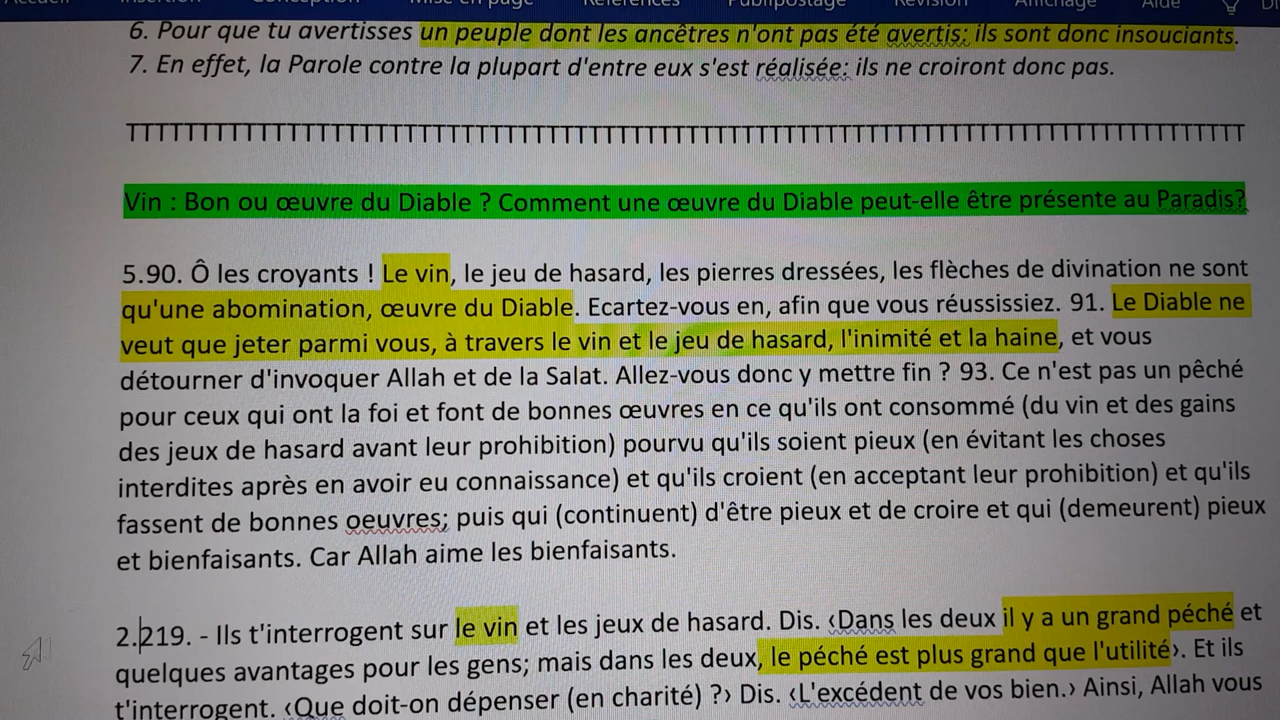 Accueil Insertion Conception Mise en page Références Publipostage Révision Affichage Aide
6. Pour que tu avertisses un peuple dont les ancêtres n'ont pas été avertis: ils sont donc insouciants.
7. En effet, la Parole contre la plupart d'entre eux s'est réalisée: ils ne croiront donc pas.
Vin : Bon ou œuvre du Diable ? Comment une œuvre du Diable peut-elle être présente au Paradis?
5.90. Ô les croyants ! Le vin, le jeu de hasard, les pierres dressées, les flèches de divination ne sont
qu'une abomination, œuvre du Diable. Ecartez-vous en, afin que vous réussissiez. 91. Le Diable ne
veut que jeter parmi vous, à travers le vin et le jeu de hasard, l'inimité et la haine, et vous
détourner d'invoquer Allah et de la Salat. Allez-vous donc y mettre fin ? 93. Ce n'est pas un pêché
pour ceux qui ont la foi et font de bonnes œuvres en ce qu'ils ont consommé (du vin et des gains
des jeux de hasard avant leur prohibition) pourvu qu'ils soient pieux (en évitant les choses
interdites après en avoir eu connaissance) et qu'ils croient (en acceptant leur prohibition) et qu'ils
fassent de bonnes oeuvres; puis qui (continuent) d'être pieux et de croire et qui (demeurent) pieux
et bienfaisants. Car Allah aime les bienfaisants.
2.219. - Ils t'interrogent sur le vin et les jeux de hasard. Dis. ‹Dans les deux il y a un grand péché et
quelques avantages pour les gens; mais dans les deux, le péché est plus grand que l'utilité›. Et ils
t'interrogent. ‹Que doit-on dépenser (en charité) ?› Dis. ‹L'excédent de vos bien.› Ainsi, Allah vous